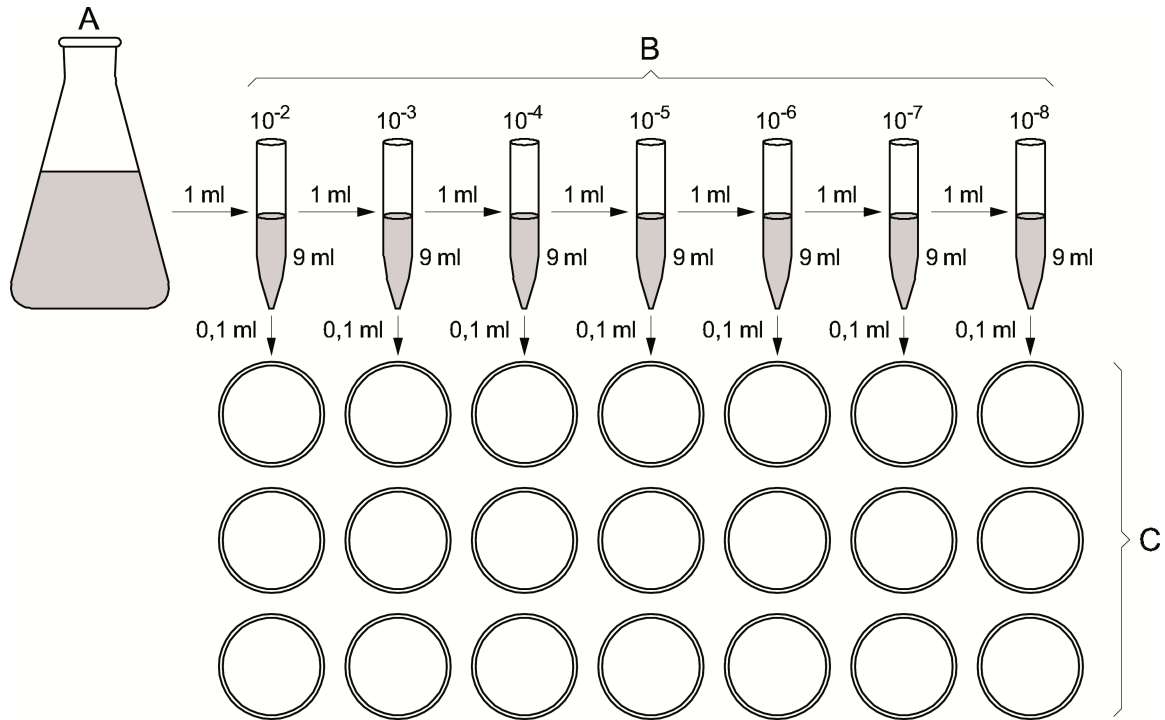 A
B
10⁻² 10⁻³ 10⁻⁴ 10⁻⁵ 10⁻⁶ 10⁻⁷ 10⁻⁸
1 ml 1 ml 1 ml 1 ml 1 ml 1 ml 1 ml
9 ml 9 ml 9 ml 9 ml 9 ml 9 ml 9 ml
0,1 ml 0,1 ml 0,1 ml 0,1 ml 0,1 ml 0,1 ml 0,1 ml
C